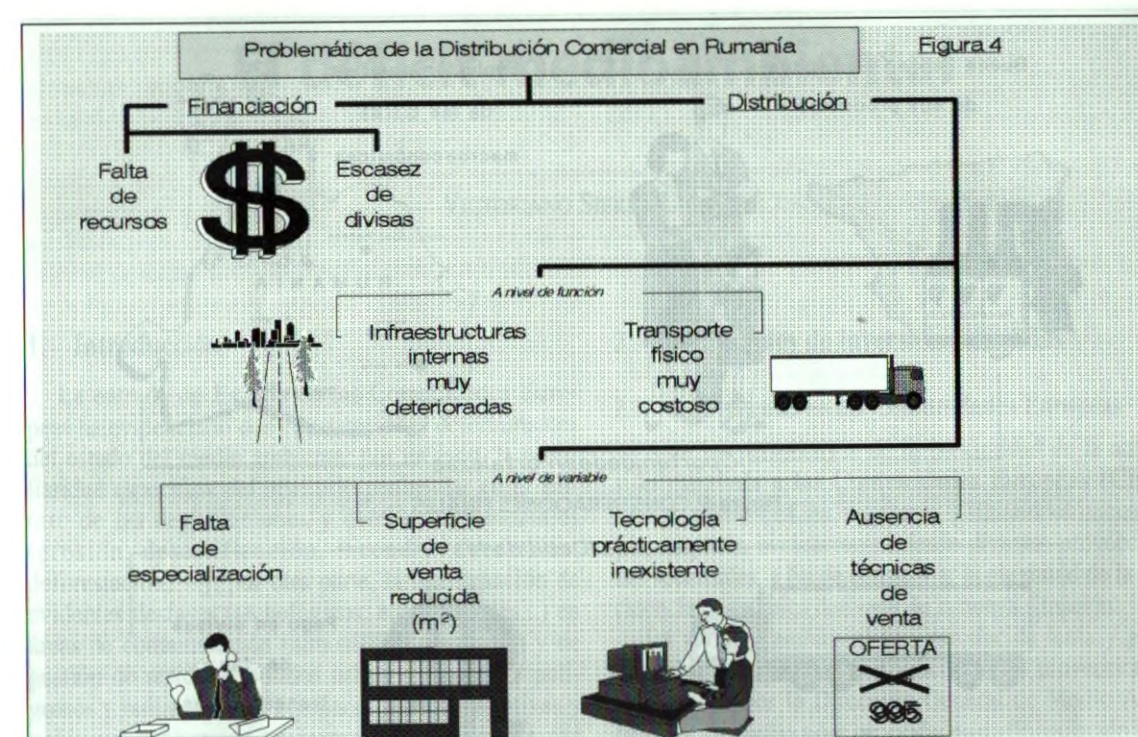 Problemática de la Distribución Comercial en Rumanía
Figura 4
Financiación
Distribución
Falta
de
recursos
Escasez
de
divisas
A nivel de función
Infraestructuras
internas
muy
deterioradas
Transporte
físico
muy
costoso
A nivel de variable
Falta
de
especialización
Superficie
de
venta
reducida
(m²)
Tecnología
prácticamente
inexistente
Ausencia
de
técnicas
de
venta
OFERTA
995